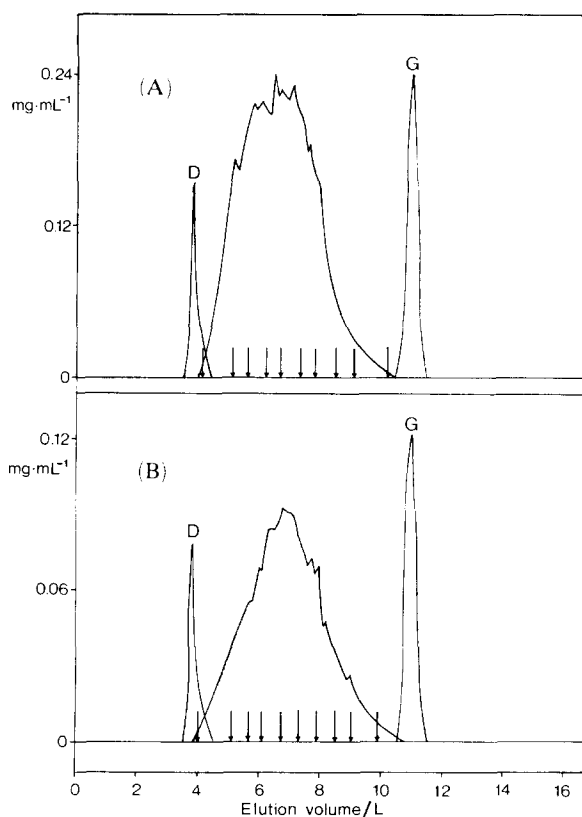 G
0.24
(A)
mg·mL⁻¹
D
0.12
0
0.12
G
mg·mL⁻¹
(B)
D
0.06
0
0 2 4 6 8 10 12 14 16
Elution volume/L